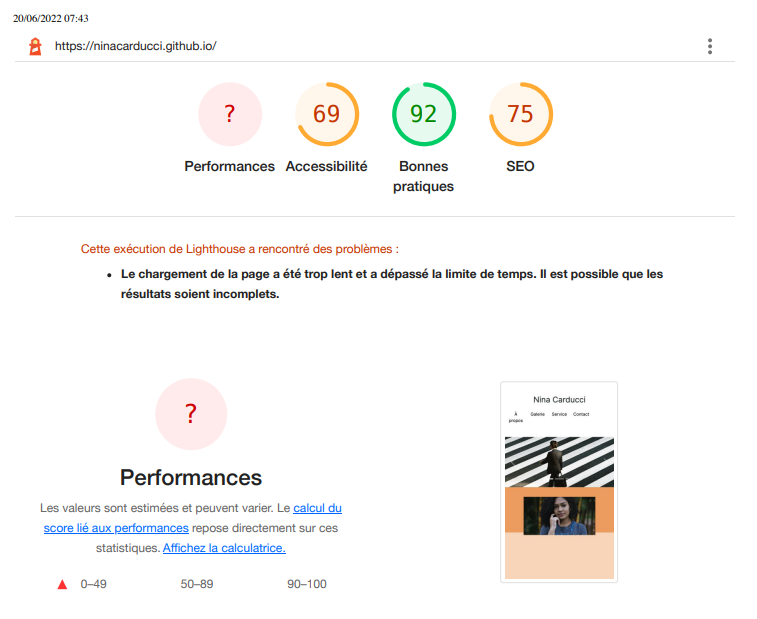 20/06/2022 07:43
https://ninacarducci.github.io/
? 69 92 75
Performances Accessibilité Bonnes pratiques SEO
Cette exécution de Lighthouse a rencontré des problèmes :
• Le chargement de la page a été trop lent et a dépassé la limite de temps. Il est possible que les
résultats soient incomplets.
?
Performances
Les valeurs sont estimées et peuvent varier. Le calcul du
score lié aux performances repose directement sur ces
statistiques. Affichez la calculatrice.
0–49 50–89 90–100
Nina Carducci
À propos Galerie Service Contact